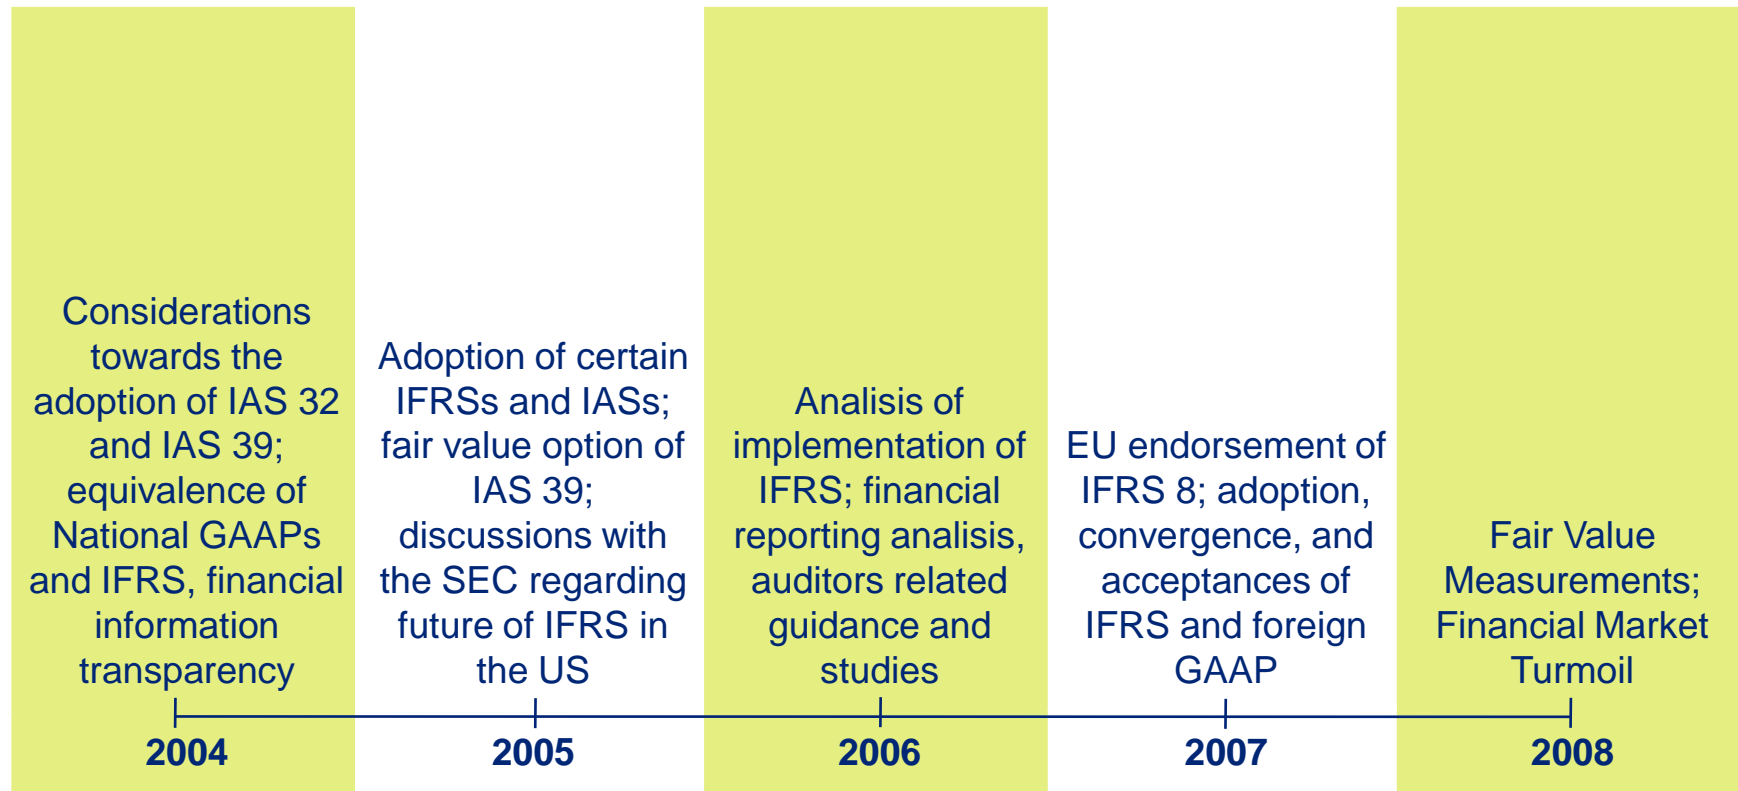 Considerations
towards the
adoption of IAS 32
and IAS 39;
equivalence of
National GAAPs
and IFRS, financial
information
transparency
2004
Adoption of certain
IFRSs and IASs;
fair value option of
IAS 39;
discussions with
the SEC regarding
future of IFRS in
the US
2005
Analisis of
implementation of
IFRS; financial
reporting analisis,
auditors related
guidance and
studies
2006
EU endorsement of
IFRS 8; adoption,
convergence, and
acceptances of
IFRS and foreign
GAAP
2007
Fair Value
Measurements;
Financial Market
Turmoil
2008